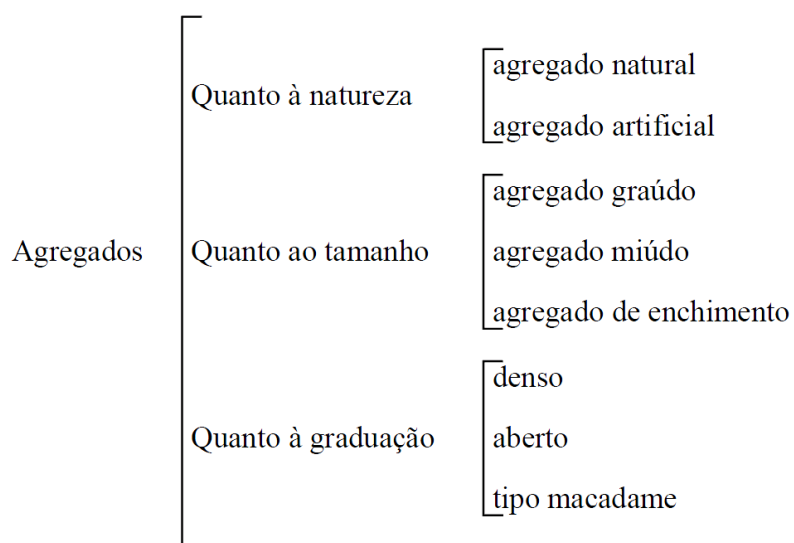 Agregados
Quanto à natureza
agregado natural
agregado artificial
Quanto ao tamanho
agregado graúdo
agregado miúdo
agregado de enchimento
Quanto à graduação
denso
aberto
tipo macadame